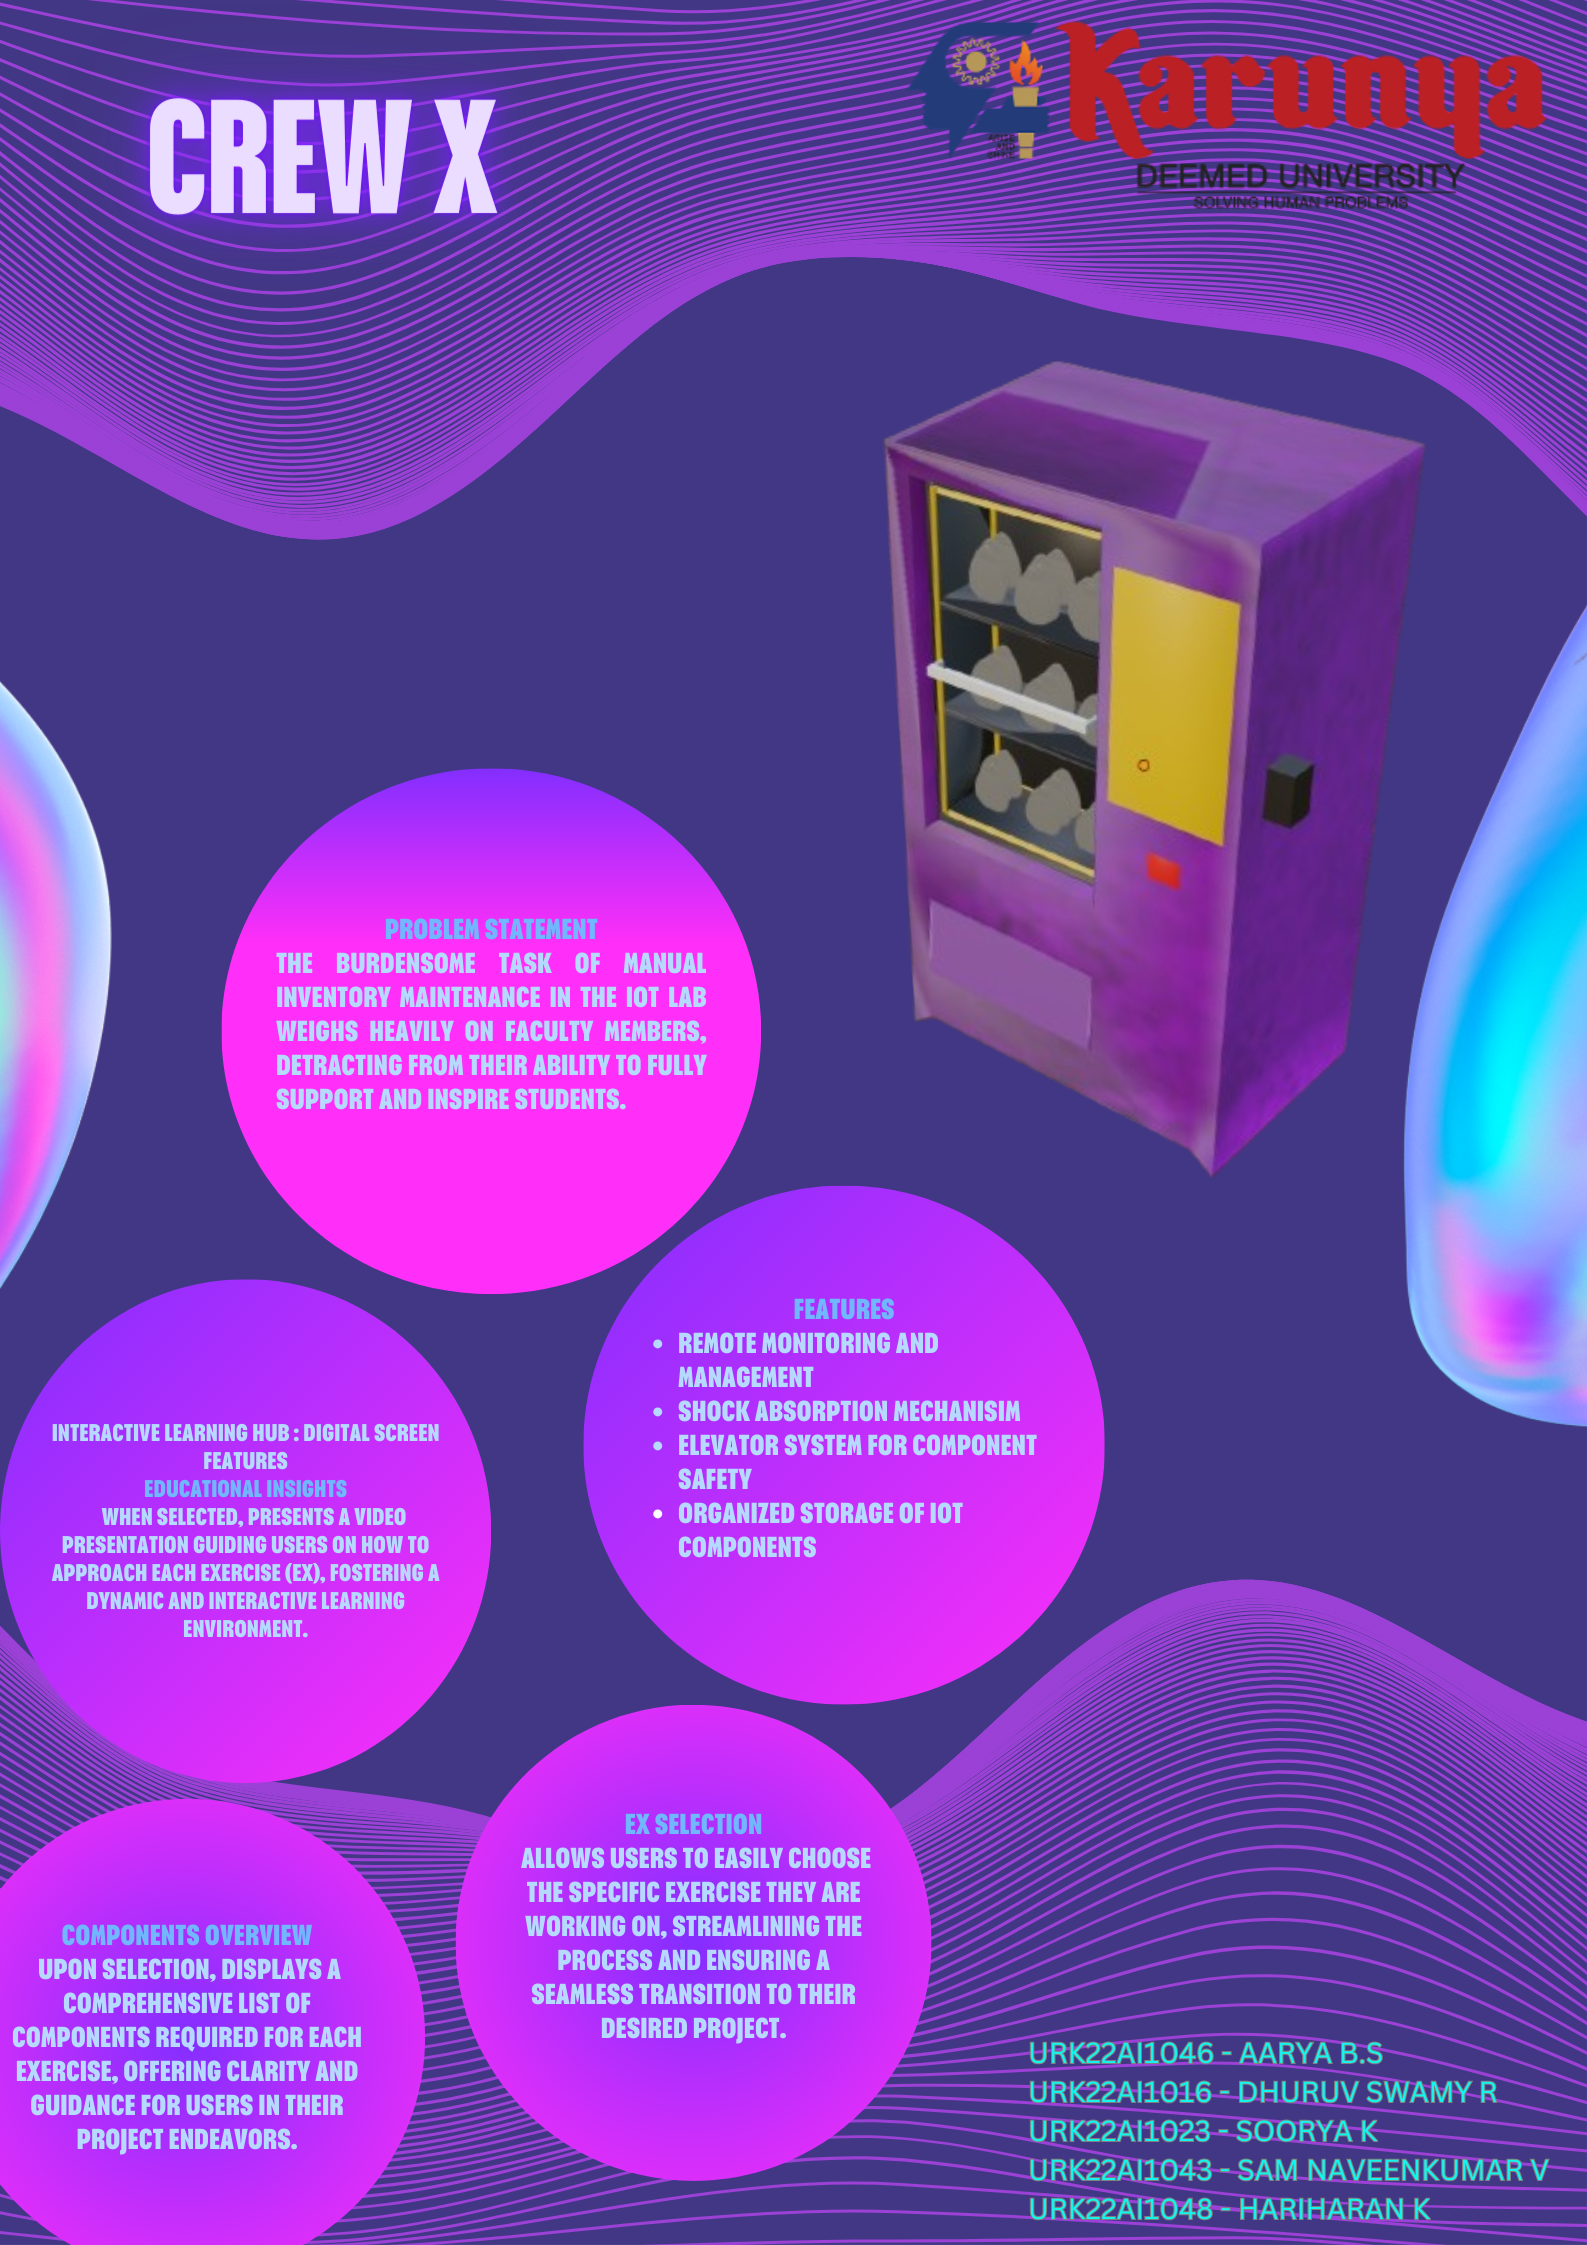 CREW X
Karunya
DEEMED UNIVERSITY
SOLVING HUMAN PROBLEMS
PROBLEM STATEMENT
THE BURDENSOME TASK OF MANUAL
INVENTORY MAINTENANCE IN THE IOT LAB
WEIGHS HEAVILY ON FACULTY MEMBERS,
DETRACTING FROM THEIR ABILITY TO FULLY
SUPPORT AND INSPIRE STUDENTS.
FEATURES
• REMOTE MONITORING AND
MANAGEMENT
• SHOCK ABSORPTION MECHANISIM
• ELEVATOR SYSTEM FOR COMPONENT
SAFETY
• ORGANIZED STORAGE OF IOT
COMPONENTS
INTERACTIVE LEARNING HUB : DIGITAL SCREEN
FEATURES
EDUCATIONAL INSIGHTS
WHEN SELECTED, PRESENTS A VIDEO
PRESENTATION GUIDING USERS ON HOW TO
APPROACH EACH EXERCISE (EX), FOSTERING A
DYNAMIC AND INTERACTIVE LEARNING
ENVIRONMENT.
EX SELECTION
ALLOWS USERS TO EASILY CHOOSE
THE SPECIFIC EXERCISE THEY ARE
WORKING ON, STREAMLINING THE
PROCESS AND ENSURING A
SEAMLESS TRANSITION TO THEIR
DESIRED PROJECT.
COMPONENTS OVERVIEW
UPON SELECTION, DISPLAYS A
COMPREHENSIVE LIST OF
COMPONENTS REQUIRED FOR EACH
EXERCISE, OFFERING CLARITY AND
GUIDANCE FOR USERS IN THEIR
PROJECT ENDEAVORS.
URK22AI1046 - AARYA B.S
URK22AI1016 - DHURUV SWAMY R
URK22AI1023 - SOORYA K
URK22AI1043 - SAM NAVEENKUMAR V
URK22AI1048 - HARIHARAN K